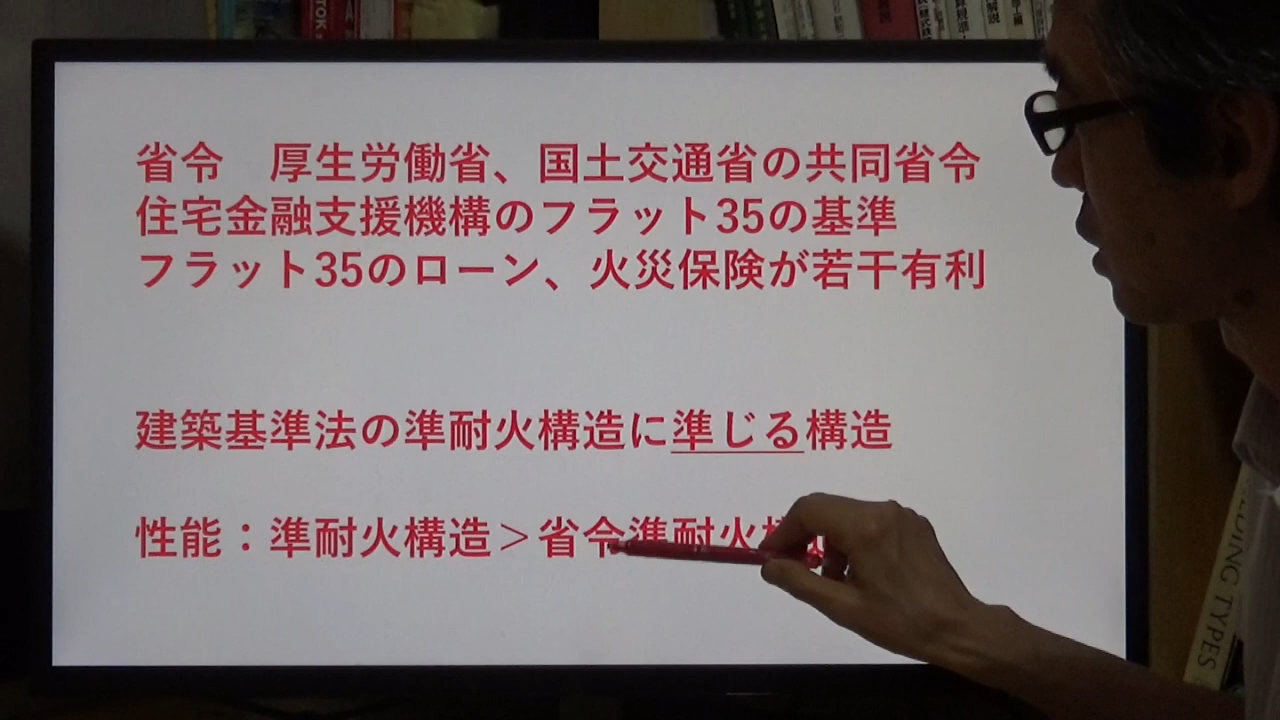 省令　厚生労働省、国土交通省の共同省令
住宅金融支援機構のフラット35の基準
フラット35のローン、火災保険が若干有利
建築基準法の準耐火構造に準じる構造
性能：準耐火構造＞省令準耐火構
DING TYPES